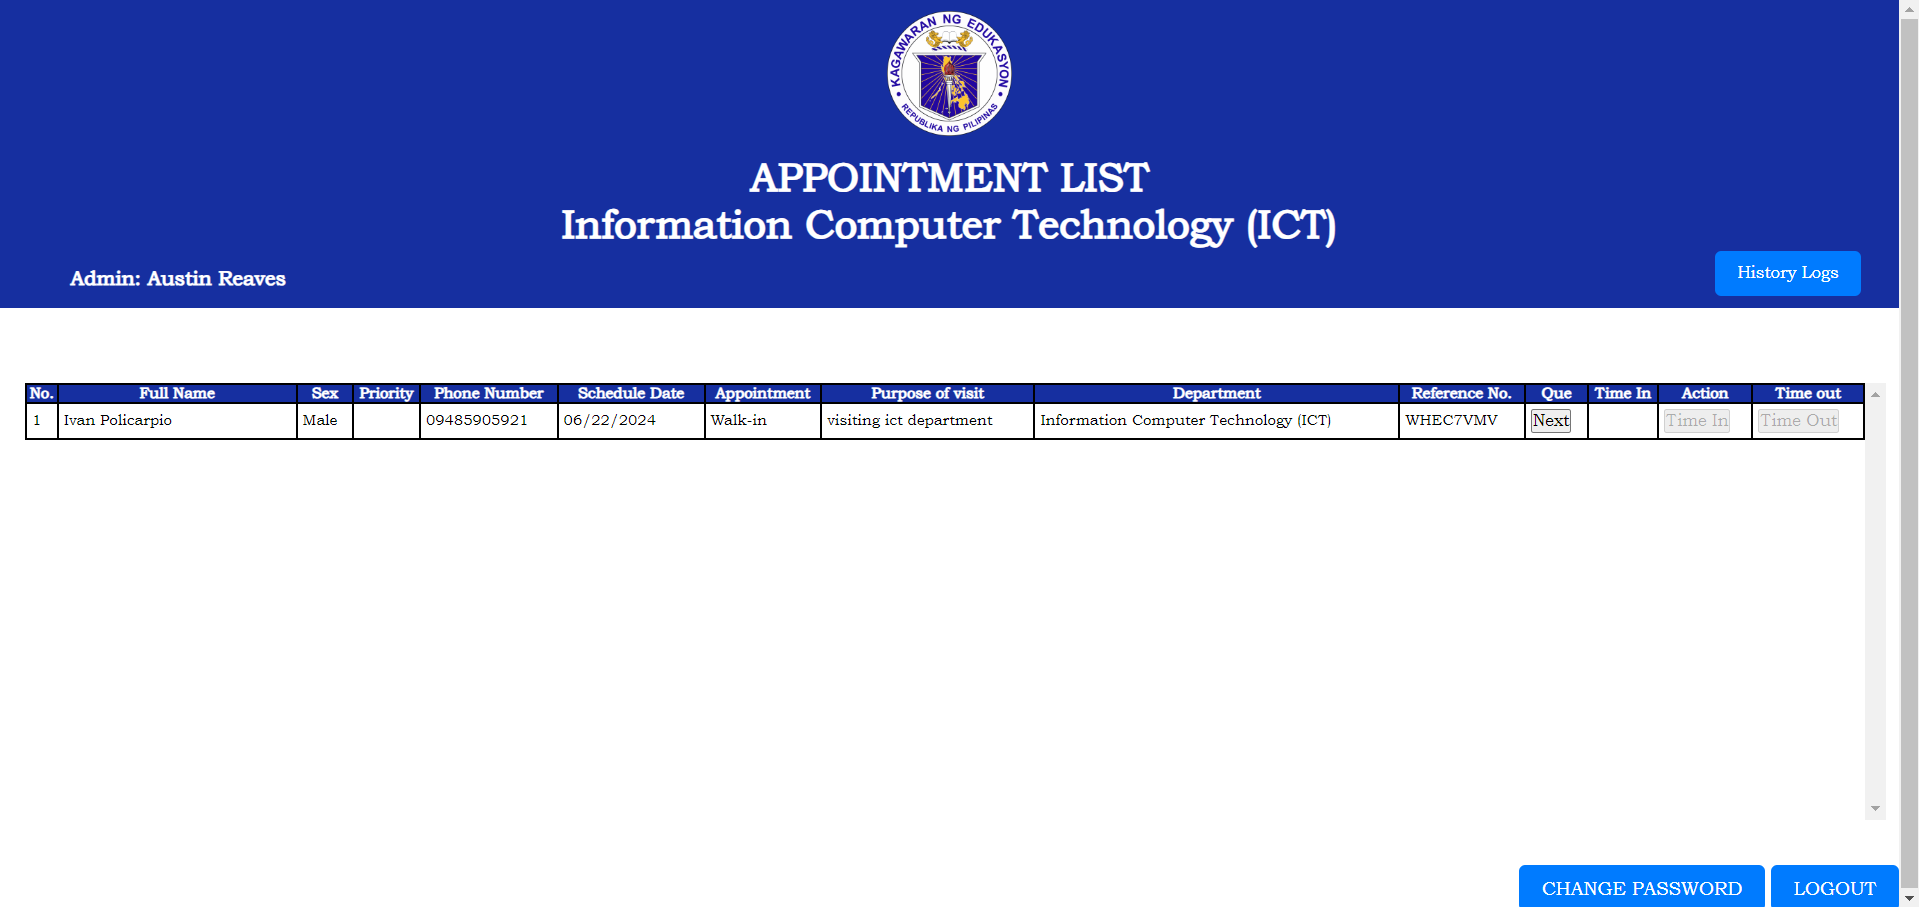 KAGAWARAN NG EDUKASYON
REPUBLIKA NG PILIPINAS
APPOINTMENT LIST
Information Computer Technology (ICT)
Admin: Austin Reaves
History Logs
No. Full Name Sex Priority Phone Number Schedule Date Appointment Purpose of visit Department Reference No. Que Time In Action Time out
1 Ivan Policarpio Male 09485905921 06/22/2024 Walk-in visiting ict department Information Computer Technology (ICT) WHEC7VMV Next Time In Time Out
CHANGE PASSWORD LOGOUT